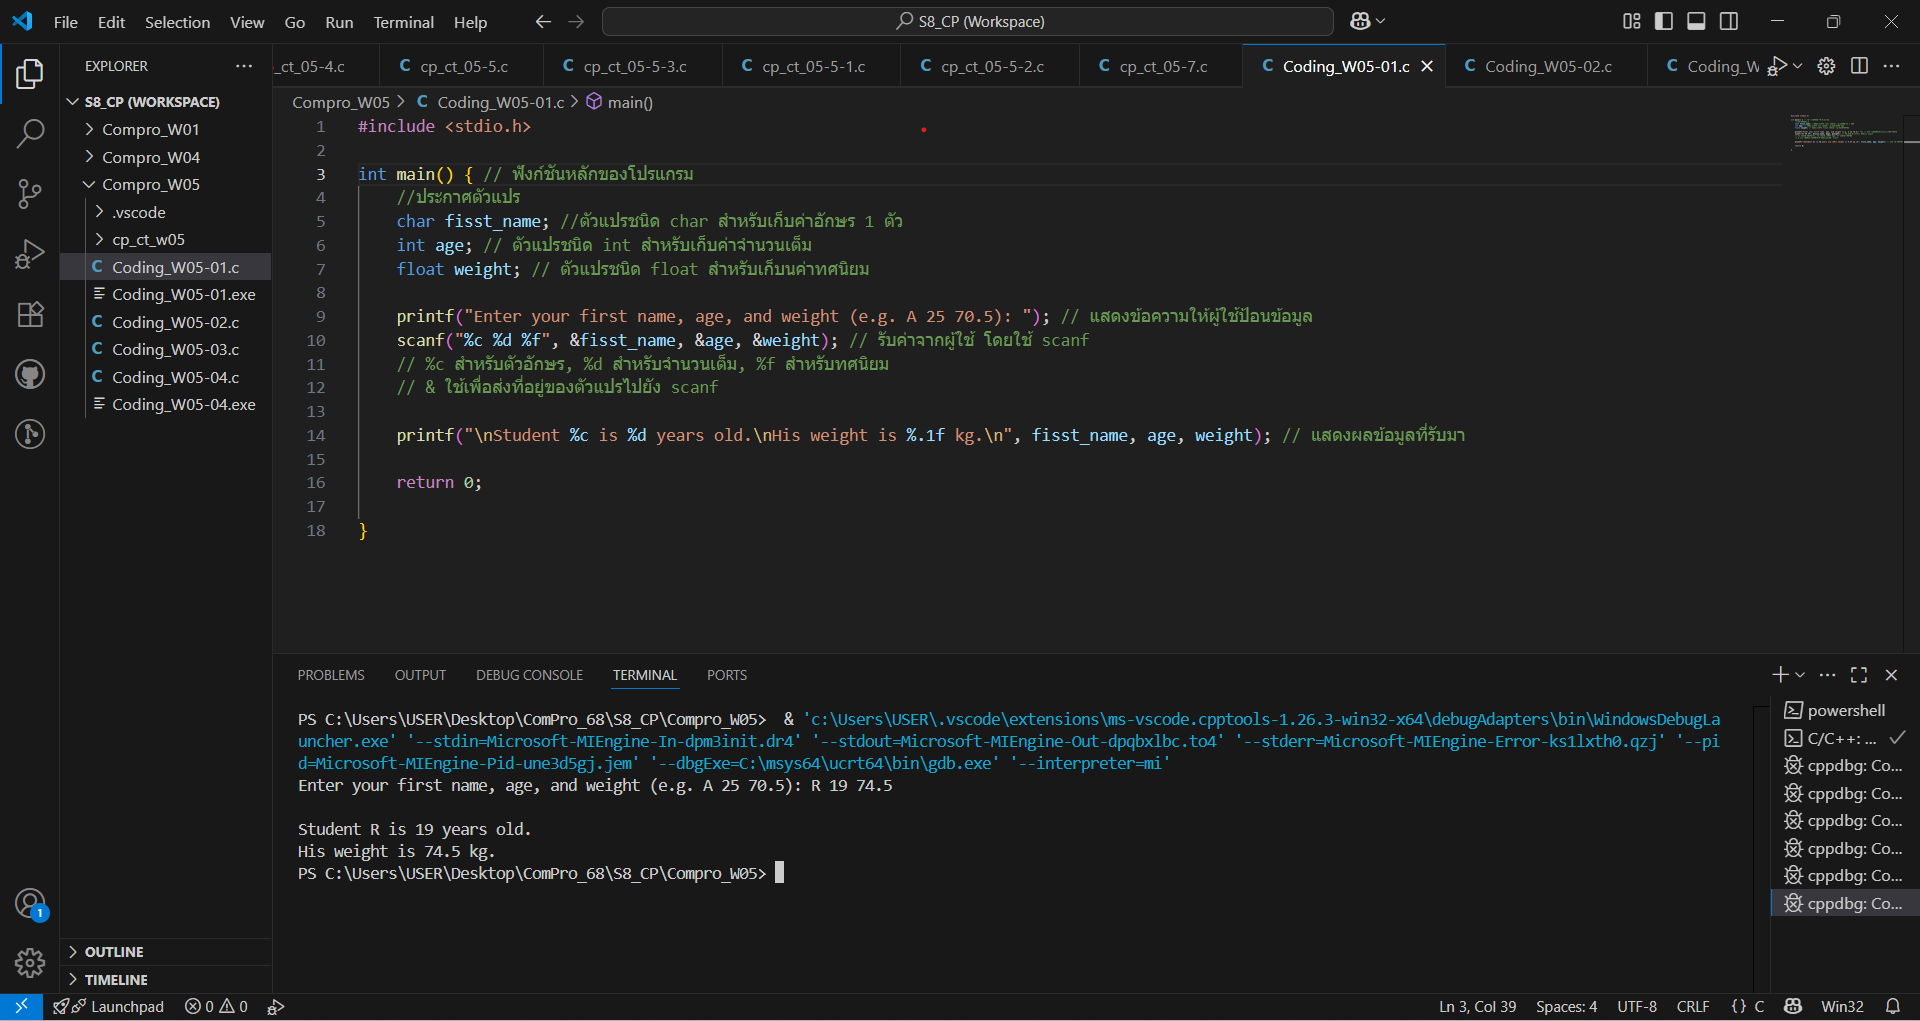 File Edit Selection View Go Run Terminal Help
S8_CP (Workspace)
EXPLORER
_ct_05-4.c
cp_ct_05-5.c
cp_ct_05-5-3.c
cp_ct_05-5-1.c
cp_ct_05-5-2.c
cp_ct_05-7.c
Coding_W05-01.c
Coding_W05-02.c
Coding_W
S8_CP (WORKSPACE)
Compro_W01
Compro_W04
Compro_W05
.vscode
cp_ct_w05
C Coding_W05-01.c
Coding_W05-01.exe
C Coding_W05-02.c
C Coding_W05-03.c
C Coding_W05-04.c
Coding_W05-04.exe
OUTLINE
TIMELINE
Compro_W05 > C Coding_W05-01.c > main()
1 #include <stdio.h>
2
3 int main() { // ฟังก์ชันหลักของโปรแกรม
4 //ประกาศตัวแปร
5 char fisst_name; //ตัวแปรชนิด char สำหรับเก็บค่าอักษร 1 ตัว
6 int age; // ตัวแปรชนิด int สำหรับเก็บค่าจำนวนเต็ม
7 float weight; // ตัวแปรชนิด float สำหรับเก็บนค่าทศนิยม
8
9 printf("Enter your first name, age, and weight (e.g. A 25 70.5): "); // แสดงข้อความให้ผู้ใช้ป้อนข้อมูล
10 scanf("%c %d %f", &fisst_name, &age, &weight); // รับค่าจากผู้ใช้ โดยใช้ scanf
11 // %c สำหรับตัวอักษร, %d สำหรับจำนวนเต็ม, %f สำหรับทศนิยม
12 // & ใช้เพื่อส่งที่อยู่ของตัวแปรไปยัง scanf
13
14 printf("\nStudent %c is %d years old.\nHis weight is %.1f kg.\n", fisst_name, age, weight); // แสดงผลข้อมูลที่รับมา
15
16 return 0;
17
18 }
PROBLEMS OUTPUT DEBUG CONSOLE TERMINAL PORTS
PS C:\Users\USER\Desktop\ComPro_68\S8_CP\Compro_W05> & 'c:\Users\USER\.vscode\extensions\ms-vscode.cpptools-1.26.3-win32-x64\debugAdapters\bin\WindowsDebugLa
uncher.exe' '--stdin=Microsoft-MIEngine-In-dpm3init.dr4' '--stdout=Microsoft-MIEngine-Out-dpqbxlbc.to4' '--stderr=Microsoft-MIEngine-Error-ks1lxth0.qzj' '--pi
d=Microsoft-MIEngine-Pid-une3d5gj.jem' '--dbgExe=C:\msys64\ucrt64\bin\gdb.exe' '--interpreter=mi'
Enter your first name, age, and weight (e.g. A 25 70.5): R 19 74.5
Student R is 19 years old.
His weight is 74.5 kg.
PS C:\Users\USER\Desktop\ComPro_68\S8_CP\Compro_W05>
powershell
C/C++: ...
cppdbg: Co...
cppdbg: Co...
cppdbg: Co...
cppdbg: Co...
cppdbg: Co...
cppdbg: Co...
1
Launchpad 0 0
Ln 3, Col 39 Spaces: 4 UTF-8 CRLF {} C Win32